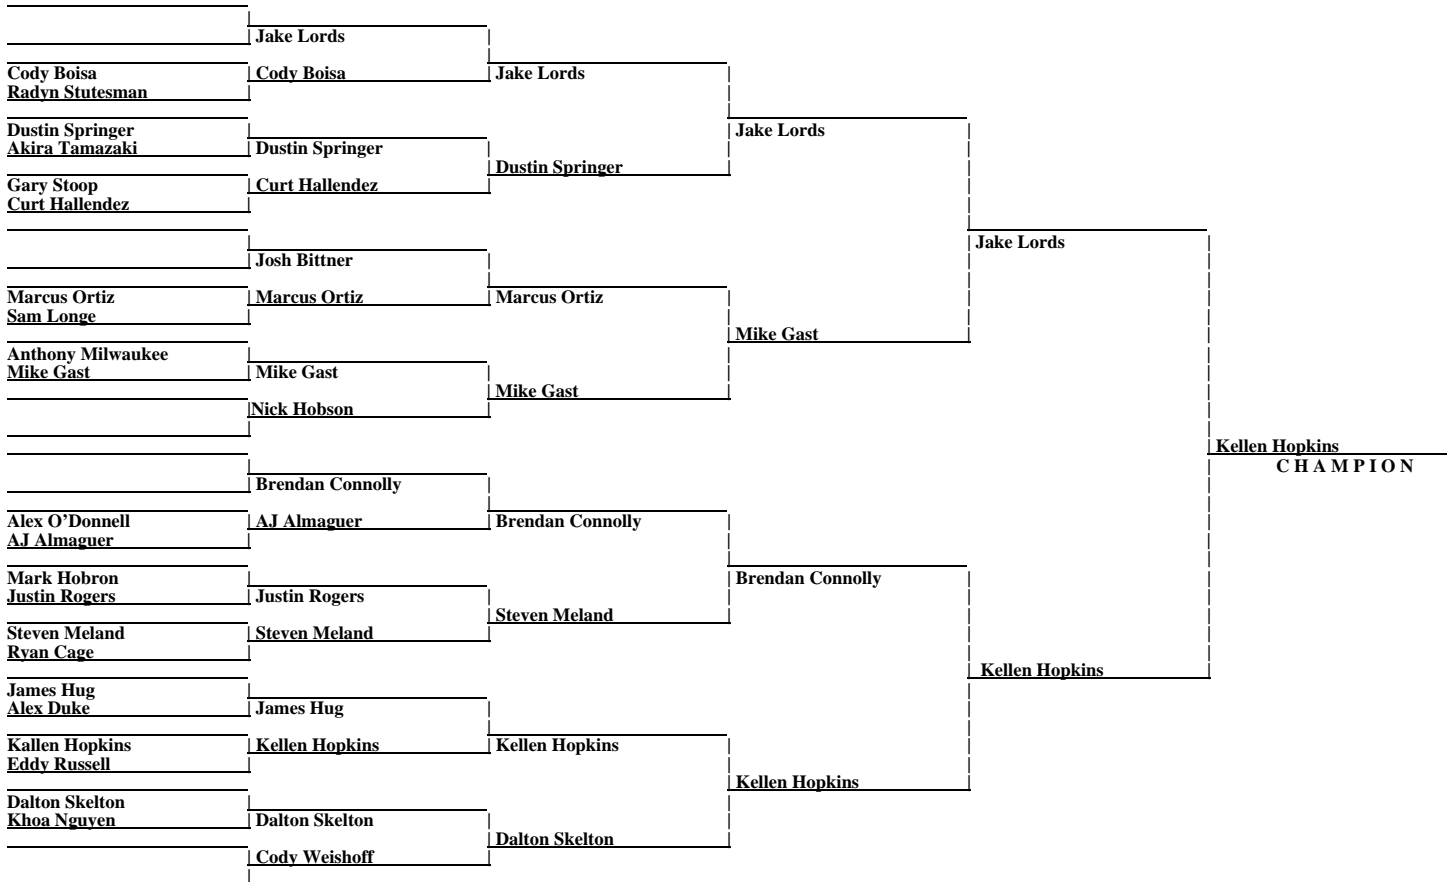 Jake Lords
Cody Boisa
Radyn Stutesman
Cody Boisa
Jake Lords
Dustin Springer
Akira Tamazaki
Dustin Springer
Jake Lords
Gary Stoop
Curt Hallendez
Curt Hallendez
Dustin Springer
Josh Bittner
Jake Lords
Marcus Ortiz
Sam Longe
Marcus Ortiz
Marcus Ortiz
Mike Gast
Anthony Milwaukee
Mike Gast
Mike Gast
Mike Gast
Nick Hobson
Kellen Hopkins
CHAMPION
Brendan Connolly
Alex O’Donnell
AJ Almaguer
AJ Almaguer
Brendan Connolly
Mark Hobron
Justin Rogers
Justin Rogers
Brendan Connolly
Steven Meland
Ryan Cage
Steven Meland
Steven Meland
Kellen Hopkins
James Hug
Alex Duke
James Hug
Kallen Hopkins
Eddy Russell
Kellen Hopkins
Kellen Hopkins
Kellen Hopkins
Dalton Skelton
Khoa Nguyen
Dalton Skelton
Dalton Skelton
Cody Weishoff